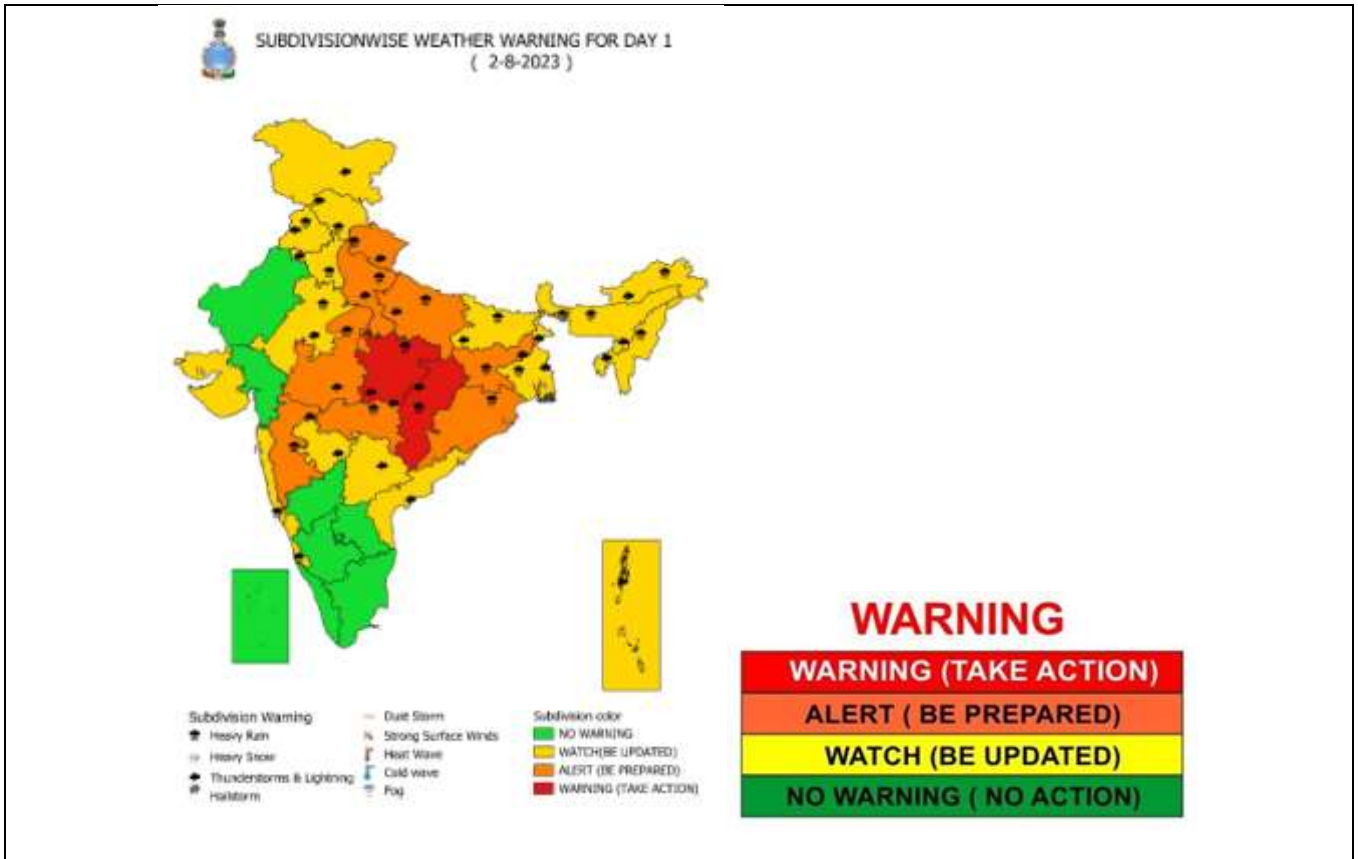 SUBDIVISIONWISE WEATHER WARNING FOR DAY 1
( 2-8-2023 )
WARNING
WARNING (TAKE ACTION)
ALERT ( BE PREPARED)
WATCH (BE UPDATED)
NO WARNING ( NO ACTION)
Subdivision Warning
Heavy Rain
Heavy Snow
Thunderstorms & Lightning
Hailstorm
Dust Storm
Strong Surface Winds
Heat Wave
Cold wave
Fog
Subdivision color
NO WARNING
WATCH(BE UPDATED)
ALERT (BE PREPARED)
WARNING (TAKE ACTION)